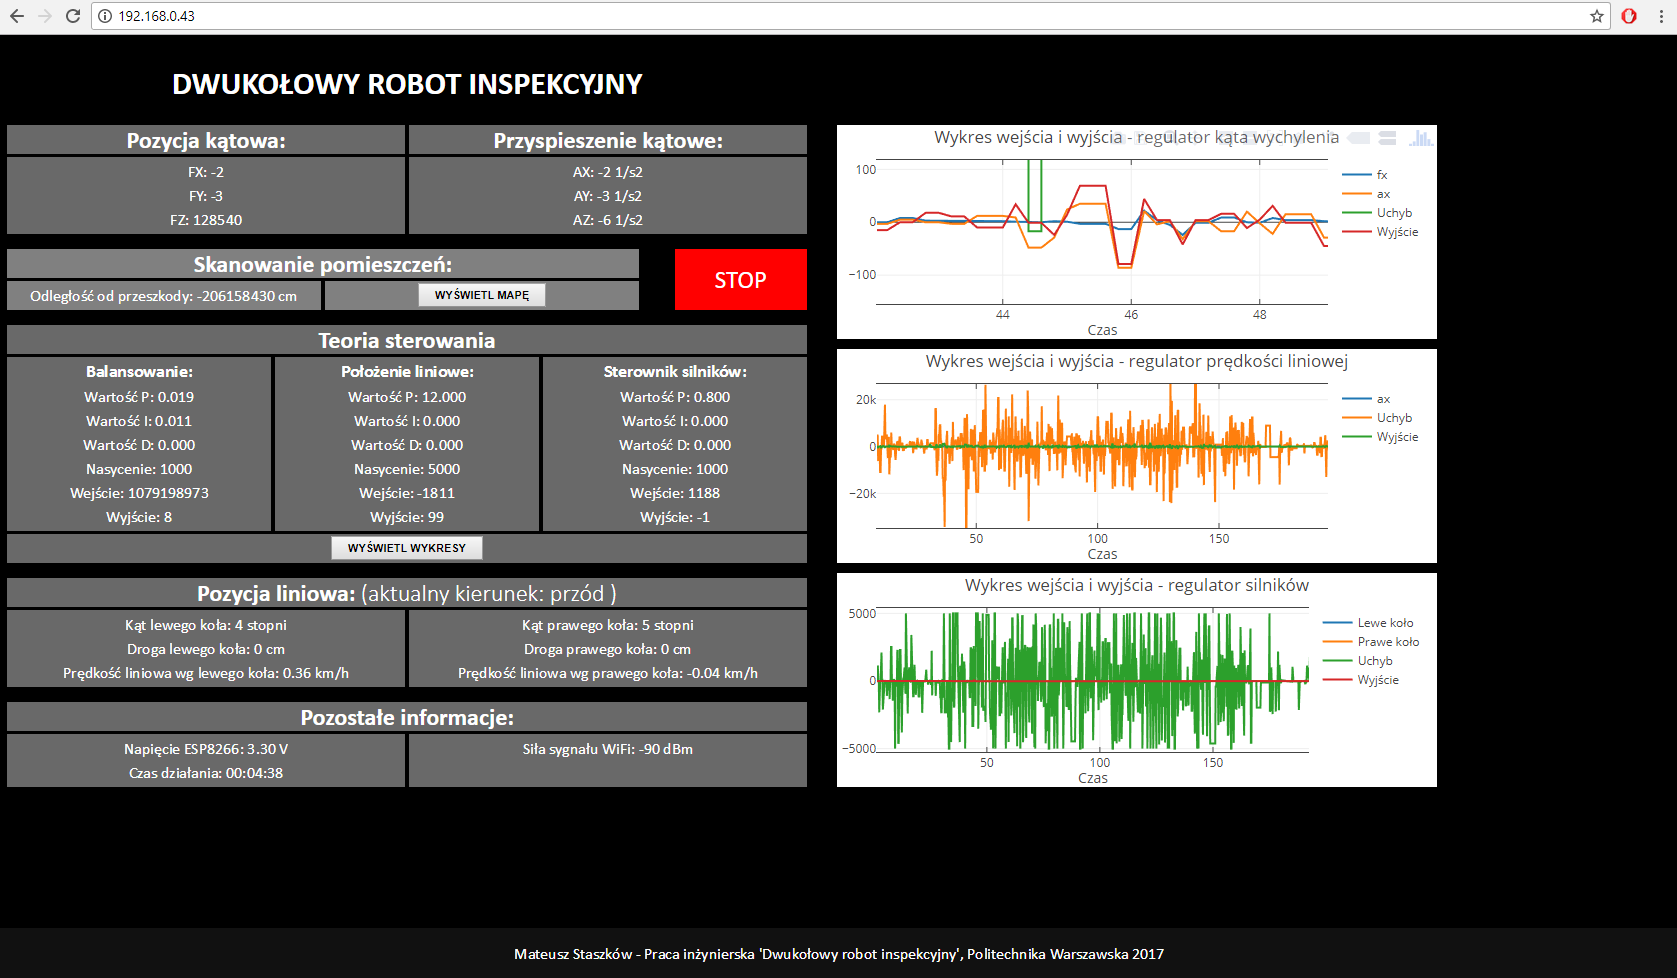 192.168.0.43
DWUKOŁOWY ROBOT INSPEKCYJNY
Pozycja kątowa:
FX: -2
FY: -3
FZ: 128540
Przyspieszenie kątowe:
AX: -2 1/s2
AY: -3 1/s2
AZ: -6 1/s2
Skanowanie pomieszczeń:
Odległość od przeszkody: -206158430 cm
WYŚWIETL MAPĘ
STOP
Teoria sterowania
Balansowanie:
Wartość P: 0.019
Wartość I: 0.011
Wartość D: 0.000
Nasycenie: 1000
Wejście: 1079198973
Wyjście: 8
Położenie liniowe:
Wartość P: 12.000
Wartość I: 0.000
Wartość D: 0.000
Nasycenie: 5000
Wejście: -1811
Wyjście: 99
Sterownik silników:
Wartość P: 0.800
Wartość I: 0.000
Wartość D: 0.000
Nasycenie: 1000
Wejście: 1188
Wyjście: -1
WYŚWIETL WYKRESY
Pozycja liniowa: (aktualny kierunek: przód )
Kąt lewego koła: 4 stopni
Droga lewego koła: 0 cm
Prędkość liniowa wg lewego koła: 0.36 km/h
Kąt prawego koła: 5 stopni
Droga prawego koła: 0 cm
Prędkość liniowa wg prawego koła: -0.04 km/h
Pozostałe informacje:
Napięcie ESP8266: 3.30 V
Czas działania: 00:04:38
Siła sygnału WiFi: -90 dBm
Wykres wejścia i wyjścia - regulator kąta wychylenia
100
0
−100
44 46 48
Czas
fx
ax
Uchyb
Wyjście
Wykres wejścia i wyjścia - regulator prędkości liniowej
20k
0
−20k
50 100 150
Czas
ax
Uchyb
Wyjście
Wykres wejścia i wyjścia - regulator silników
5000
0
−5000
50 100 150
Czas
Lewe koło
Prawe koło
Uchyb
Wyjście
Mateusz Staszków - Praca inżynierska 'Dwukołowy robot inspekcyjny', Politechnika Warszawska 2017